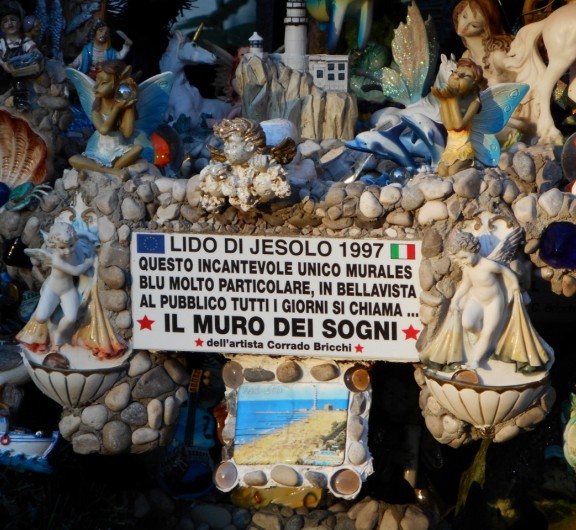 LIDO DI JESOLO 1997
QUESTO INCANTEVOLE UNICO MURALES
BLU MOLTO PARTICOLARE, IN BELLAVISTA
AL PUBBLICO TUTTI I GIORNI SI CHIAMA ...
IL MURO DEI SOGNI
dell'artista Corrado Bricchi